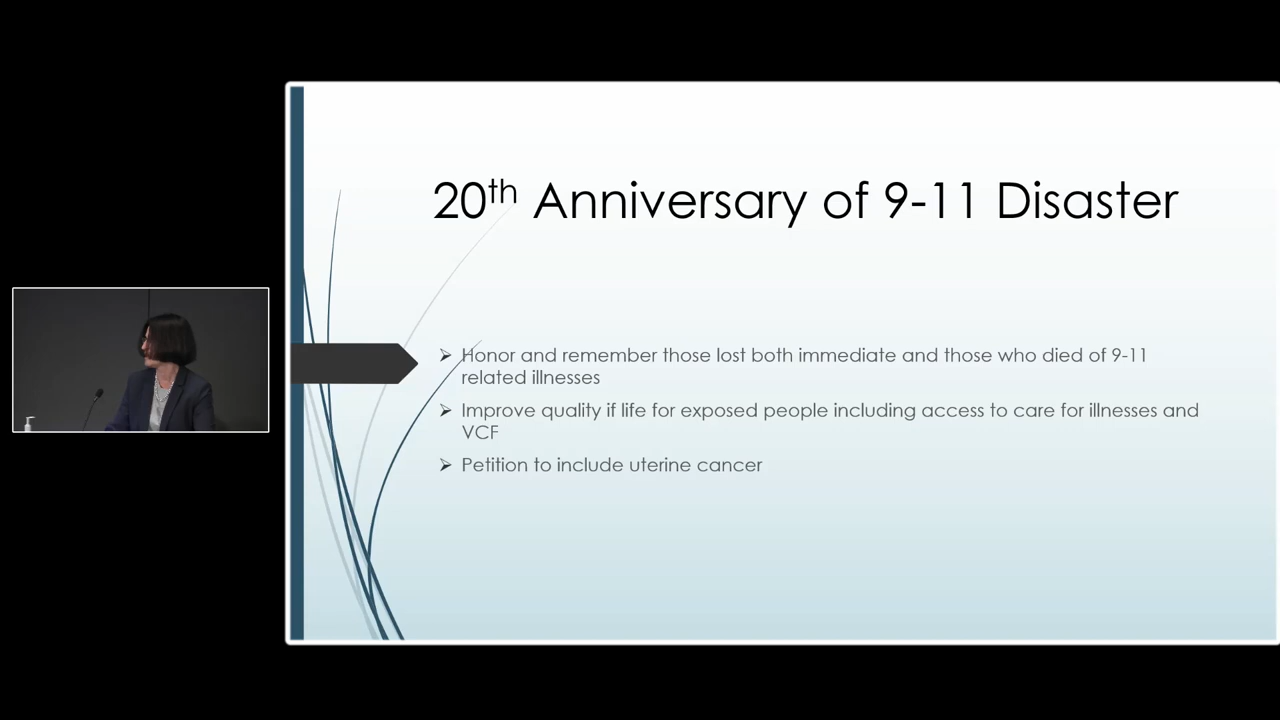 20th Anniversary of 9-11 Disaster
Honor and remember those lost both immediate and those who died of 9-11
related illnesses
Improve quality if life for exposed people including access to care for illnesses and
VCF
Petition to include uterine cancer